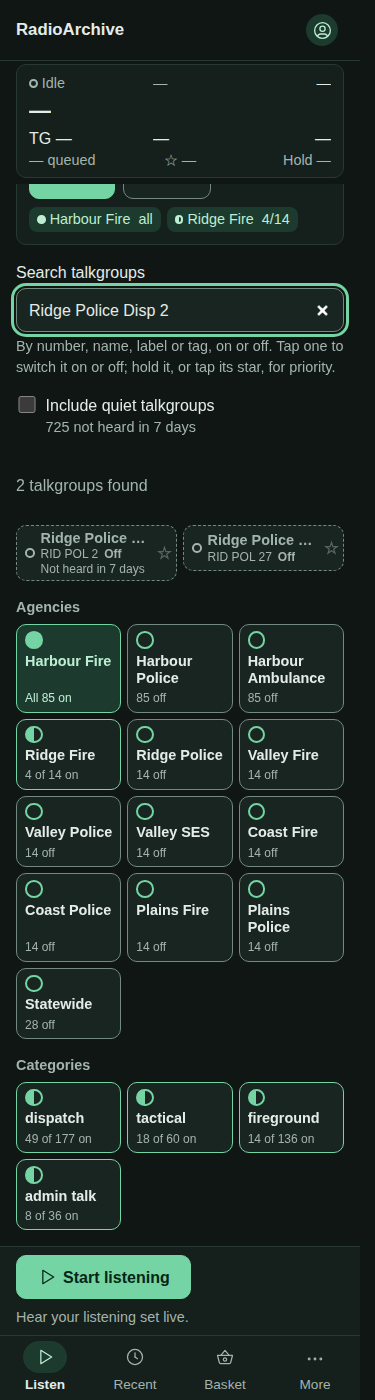 RadioArchive
Idle — —
—
TG — — —
— queued ☆ — Hold —
Harbour Fire all Ridge Fire 4/14
Search talkgroups
Ridge Police Disp 2 ×
By number, name, label or tag, on or off. Tap one to
switch it on or off; hold it, or tap its star, for priority.
Include quiet talkgroups
725 not heard in 7 days
2 talkgroups found
Ridge Police …
RID POL 2 Off
Not heard in 7 days
Ridge Police …
RID POL 27 Off
Agencies
Harbour Fire
All 85 on
Harbour
Police
85 off
Harbour
Ambulance
85 off
Ridge Fire
4 of 14 on
Ridge Police
14 off
Valley Fire
14 off
Valley Police
14 off
Valley SES
14 off
Coast Fire
14 off
Coast Police
14 off
Plains Fire
14 off
Plains
Police
14 off
Statewide
28 off
Categories
dispatch
49 of 177 on
tactical
18 of 60 on
fireground
14 of 136 on
admin talk
8 of 36 on
Start listening
Hear your listening set live.
Listen Recent Basket More